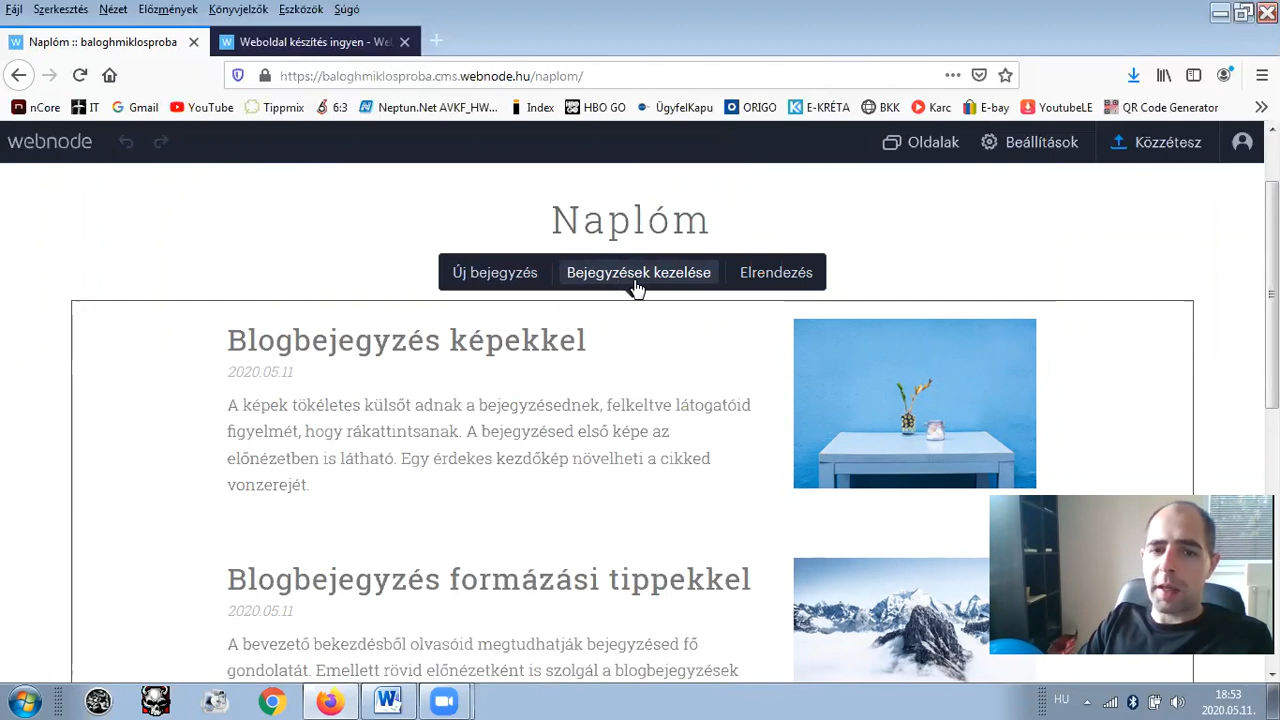 Fájl Szerkesztés Nézet Előzmények Könyvjelzők Eszközök Súgó
Naplóm :: baloghmiklosproba
Weboldal készítés ingyen - Wel
https://baloghmiklosproba.cms.webnode.hu/naplom/
nCore IT Gmail YouTube Tippmix 6:3 Neptun.Net AVKF_HW... Index HBO GO ÜgyfelKapu ORIGO E-KRÉTA BKK Karc E-bay YoutubeLE QR Code Generator
webnode Oldalak Beállítások Közzétesz
Naplóm
Új bejegyzés Bejegyzések kezelése Elrendezés
Blogbejegyzés képekkel
2020.05.11
A képek tökéletes külsőt adnak a bejegyzésednek, felkeltve látogatóid
figyelmét, hogy rákattintsanak. A bejegyzésed első képe az
előnézetben is látható. Egy érdekes kezdőkép növelheti a cikked
vonzerejét.
Blogbejegyzés formázási tippekkel
2020.05.11
A bevezető bekezdésből olvasóid megtudhatják bejegyzésed fő
gondolatát. Emellett rövid előnézetként is szolgál a blogbejegyzések
HU
18:53
2020.05.11.